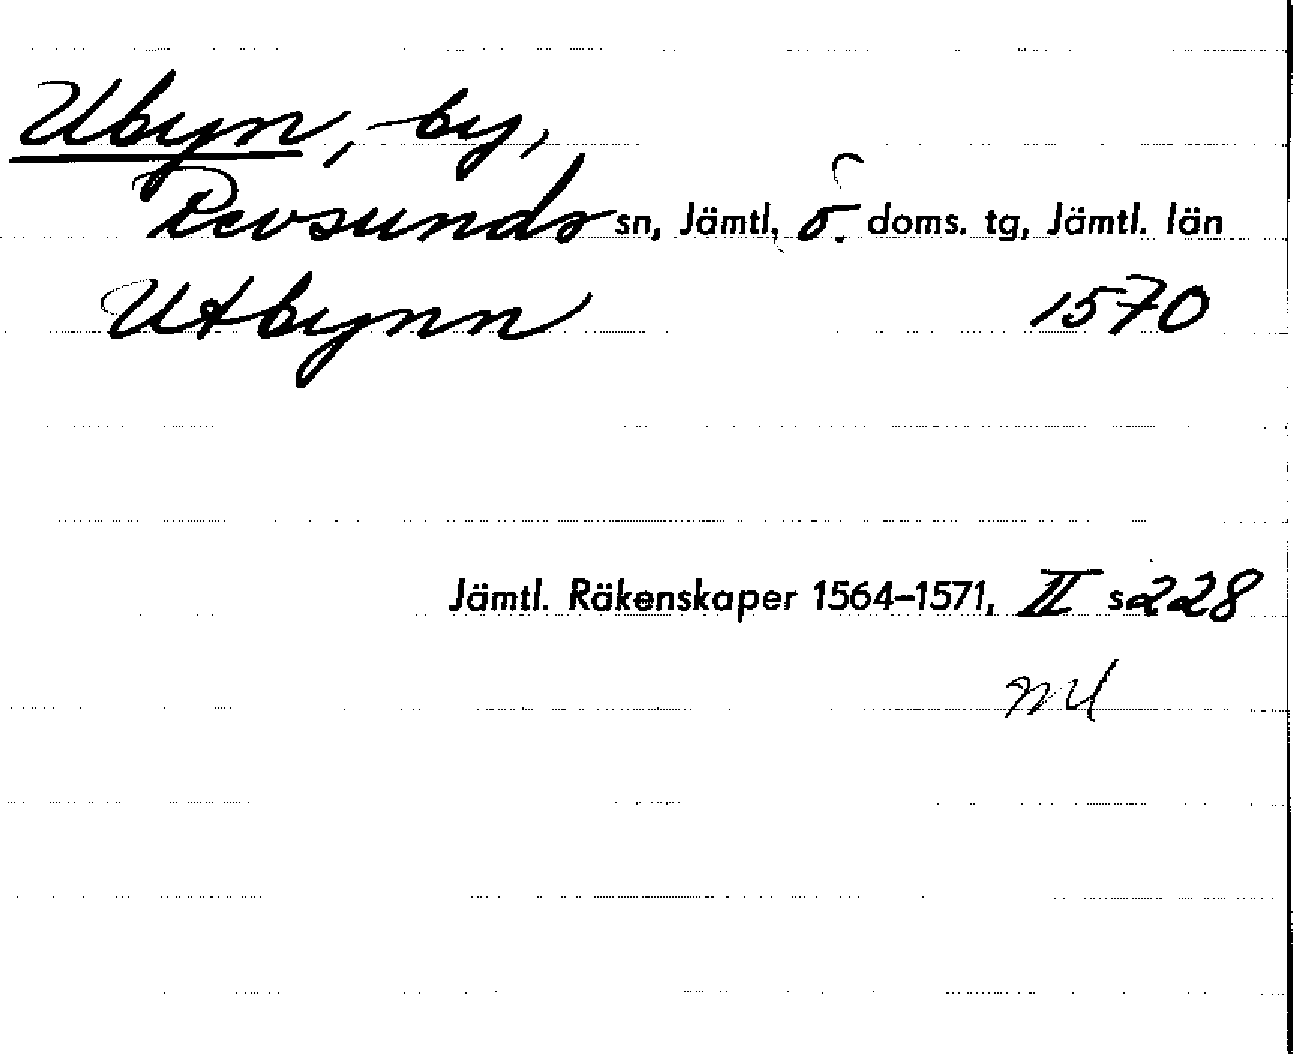 Ubyn, by,
Revsunds sn, Jämtl, ö. doms. tg, Jämtl. län
Utbynn 1570
Jämtl. Räkenskaper 1564–1571, II s 228